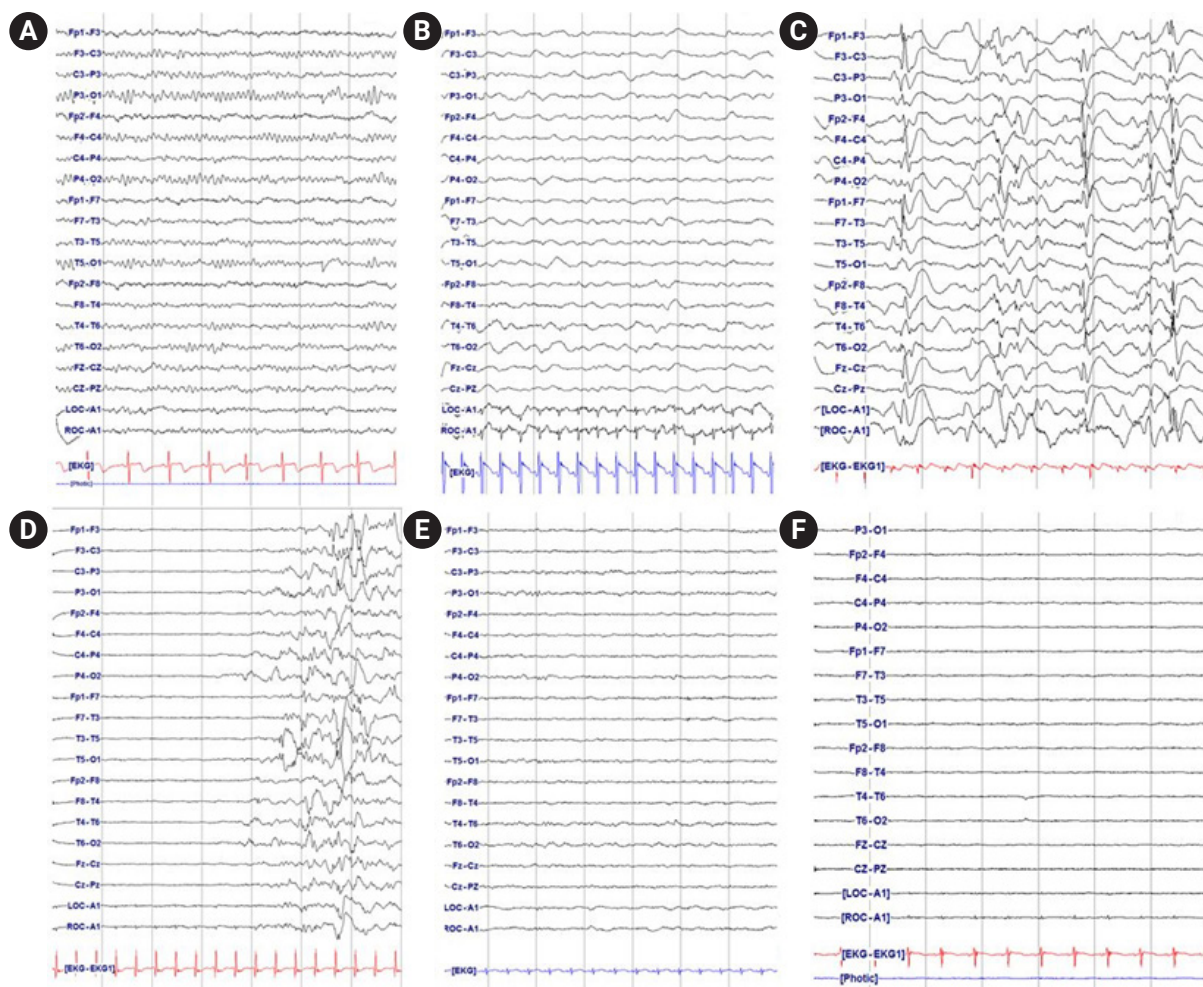 A
Fp1-F3
F3-C3
C3-P3
P3-O1
Fp2-F4
F4-C4
C4-P4
P4-O2
Fp1-F7
F7-T3
T3-T5
T5-O1
Fp2-F8
F8-T4
T4-T6
T6-O2
FZ-CZ
CZ-PZ
LOC-A1
ROC-A1
[EKG]
[Photic]
B
Fp1-F3
F3-C3
C3-P3
P3-O1
Fp2-F4
F4-C4
C4-P4
P4-O2
Fp1-F7
F7-T3
T3-T5
T5-O1
Fp2-F8
F8-T4
T4-T6
T6-O2
Fz-Cz
Cz-PZ
LOC-A1
ROC-A1
[EKG]
C
Fp1-F3
F3-C3
C3-P3
P3-O1
Fp2-F4
F4-C4
C4-P4
P4-O2
Fp1-F7
F7-T3
T3-T5
T5-O1
Fp2-F8
F8-T4
T4-T6
T6-O2
Fz-Cz
Cz-Pz
[LOC-A1]
[ROC-A1]
[EKG-EKG1]
D
Fp1-F3
F3-C3
C3-P3
P3-O1
Fp2-F4
F4-C4
C4-P4
P4-O2
Fp1-F7
F7-T3
T3-T5
T5-O1
Fp2-F8
F8-T4
T4-T6
T6-O2
Fz-Cz
Cz-Pz
LOC-A1
ROC-A1
[EKG-EKG1]
E
Fp1-F3
F3-C3
C3-P3
P3-O1
Fp2-F4
F4-C4
C4-P4
P4-O2
Fp1-F7
F7-T3
T3-T5
T5-O1
Fp2-F8
F8-T4
T4-T6
T6-O2
Fz-Cz
Cz-PZ
LOC-A1
ROC-A1
[EKG]
F
P3-O1
Fp2-F4
F4-C4
C4-P4
P4-O2
Fp1-F7
F7-T3
T3-T5
T5-O1
Fp2-F8
F8-T4
T4-T6
T6-O2
FZ-CZ
CZ-PZ
[LOC-A1]
[ROC-A1]
[EKG-EKG1]
[Photic]